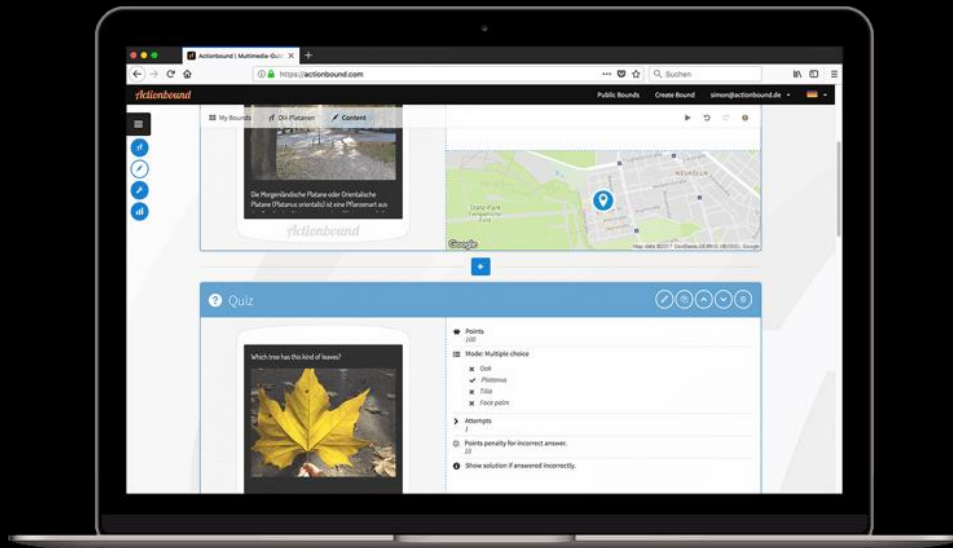 Actionbound | Multimedia-Guid
https://actionbound.com
Suchen
Actionbound
Public Bounds
Create Bound
simon@actionbound.de
My Bounds
Die Platanen
Content
Die Morgenländische Platane oder Orientalische
Platane (Platanus orientalis) ist eine Pflanzenart aus
Actionbound
NEUKÖLLN
Google
Quiz
Which tree has this kind of leaves?
Points
100
Mode: Multiple choice
Oak
Platanus
Tilia
Face palm
Attempts
1
Points penalty for incorrect answer.
20
Show solution if answered incorrectly.